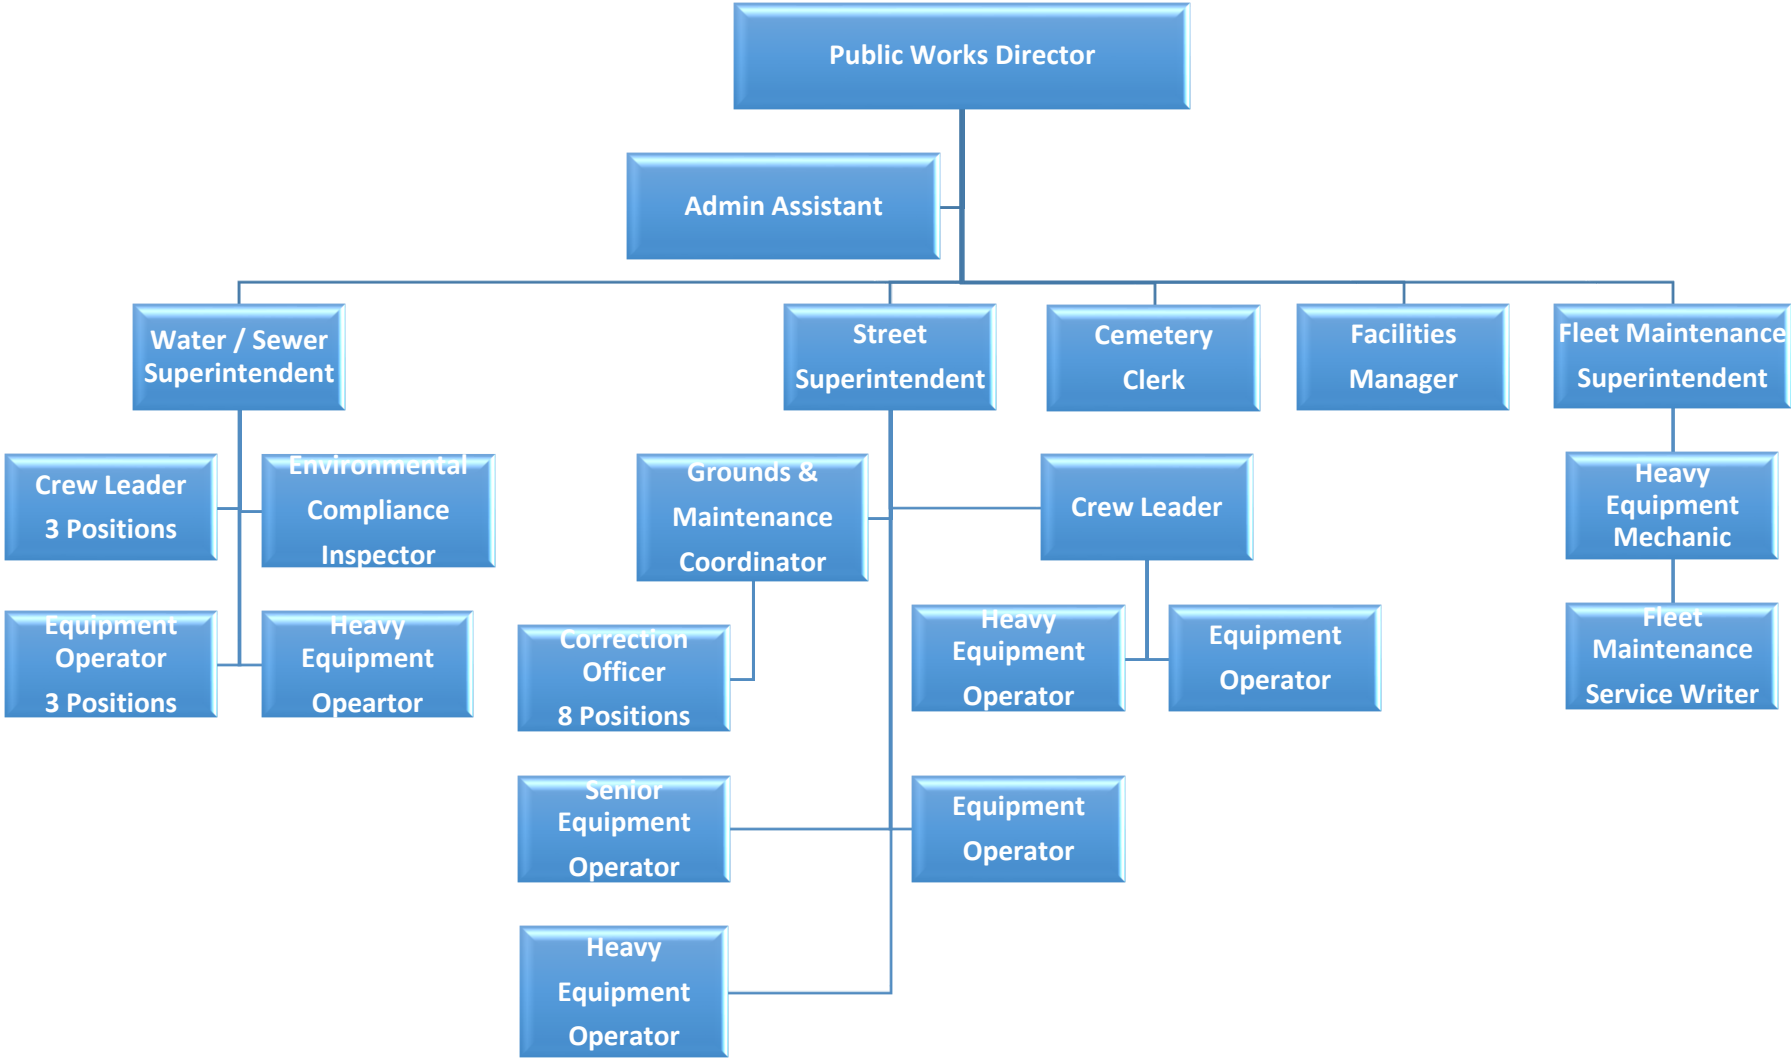 Public Works Director
Admin Assistant
Water / Sewer
Superintendent
Street
Superintendent
Cemetery
Clerk
Facilities
Manager
Fleet Maintenance
Superintendent
Crew Leader
3 Positions
Environmental
Compliance
Inspector
Grounds &
Maintenance
Coordinator
Crew Leader
Heavy
Equipment
Mechanic
Equipment
Operator
3 Positions
Heavy
Equipment
Opeartor
Correction
Officer
8 Positions
Heavy
Equipment
Operator
Equipment
Operator
Fleet
Maintenance
Service Writer
Senior
Equipment
Operator
Equipment
Operator
Heavy
Equipment
Operator